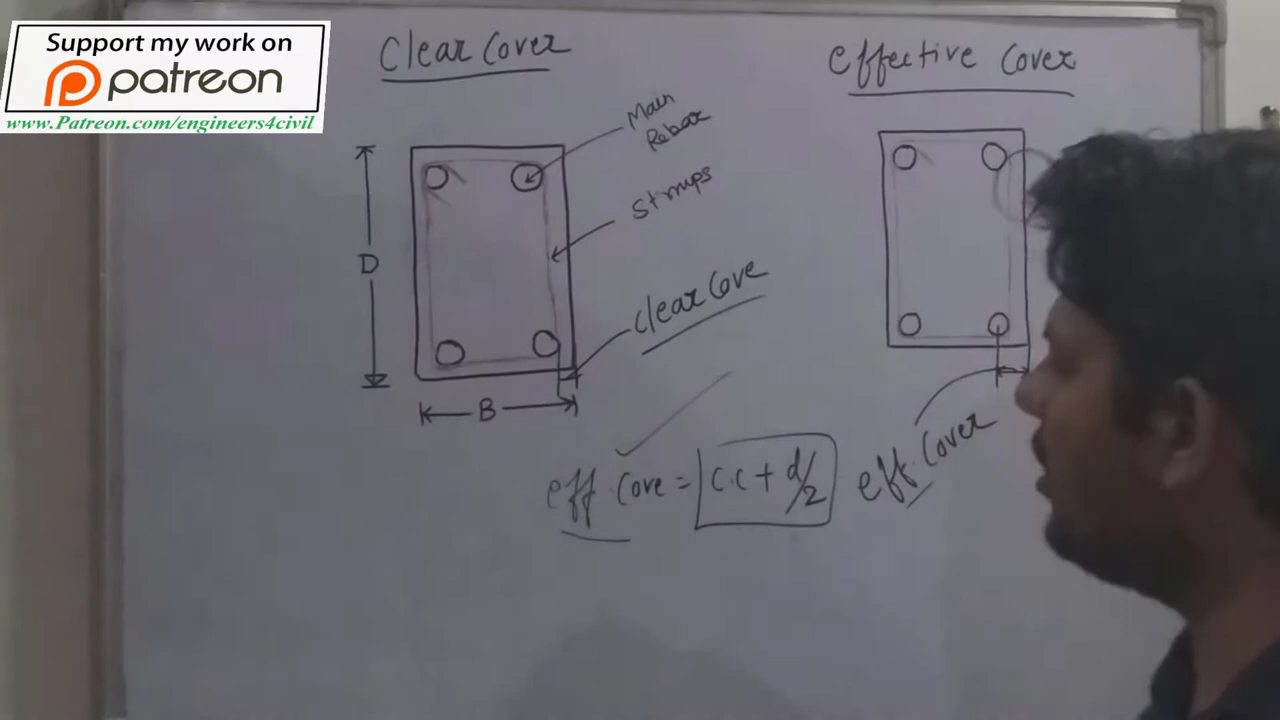 Support my work on
patreon
www.Patreon.com/engineers4civil
Clear Cover
Effective Cover
Main
Rebar
Stirrups
D
Clear Cove
B
eff. Cove = C.C + d/2
eff. Cover